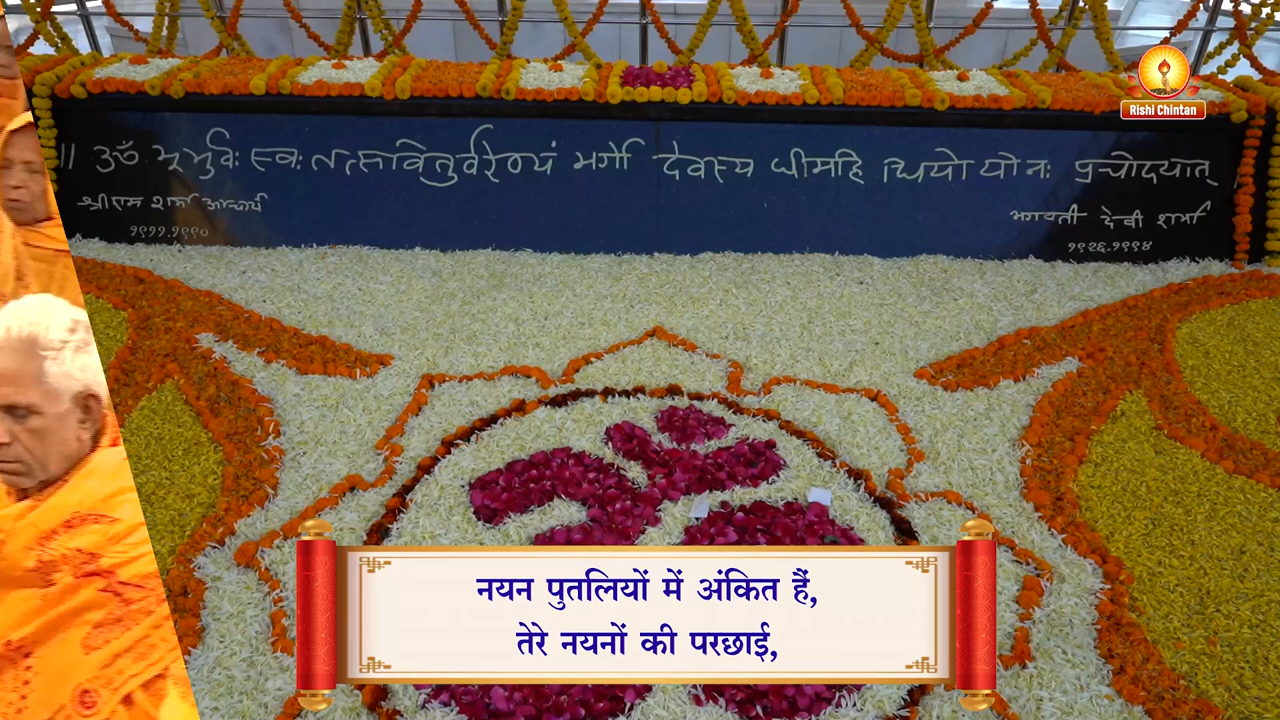 Rishi Chintan
॥ ॐ भूर्भुवः स्वः तत्सवितुर्वरेण्यं भर्गो देवस्य धीमहि धियो यो नः प्रचोदयात्
श्रीराम शर्मा आचार्य
१९११.१९९०
भगवती देवी शर्मा
१९२६.१९९४
नयन पुतलियों में अंकित हैं,
तेरे नयनों की परछाई,